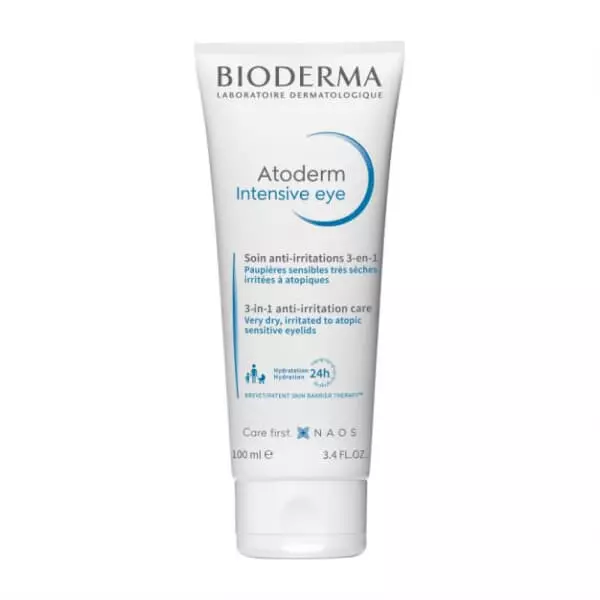 BIODERMA
LABORATOIRE DERMATOLOGIQUE
Atoderm
Intensive eye
Soin anti-irritations 3-en-1
Paupières sensibles très sèches,
irritées à atopiques
3-in-1 anti-irritation care
Very dry, irritated to atopic
sensitive eyelids
Hydratation
Hydration
24h
BREVET/PATENT SKIN BARRIER THERAPY™
Care first. NAOS
100 ml e 3.4 FL.OZ.